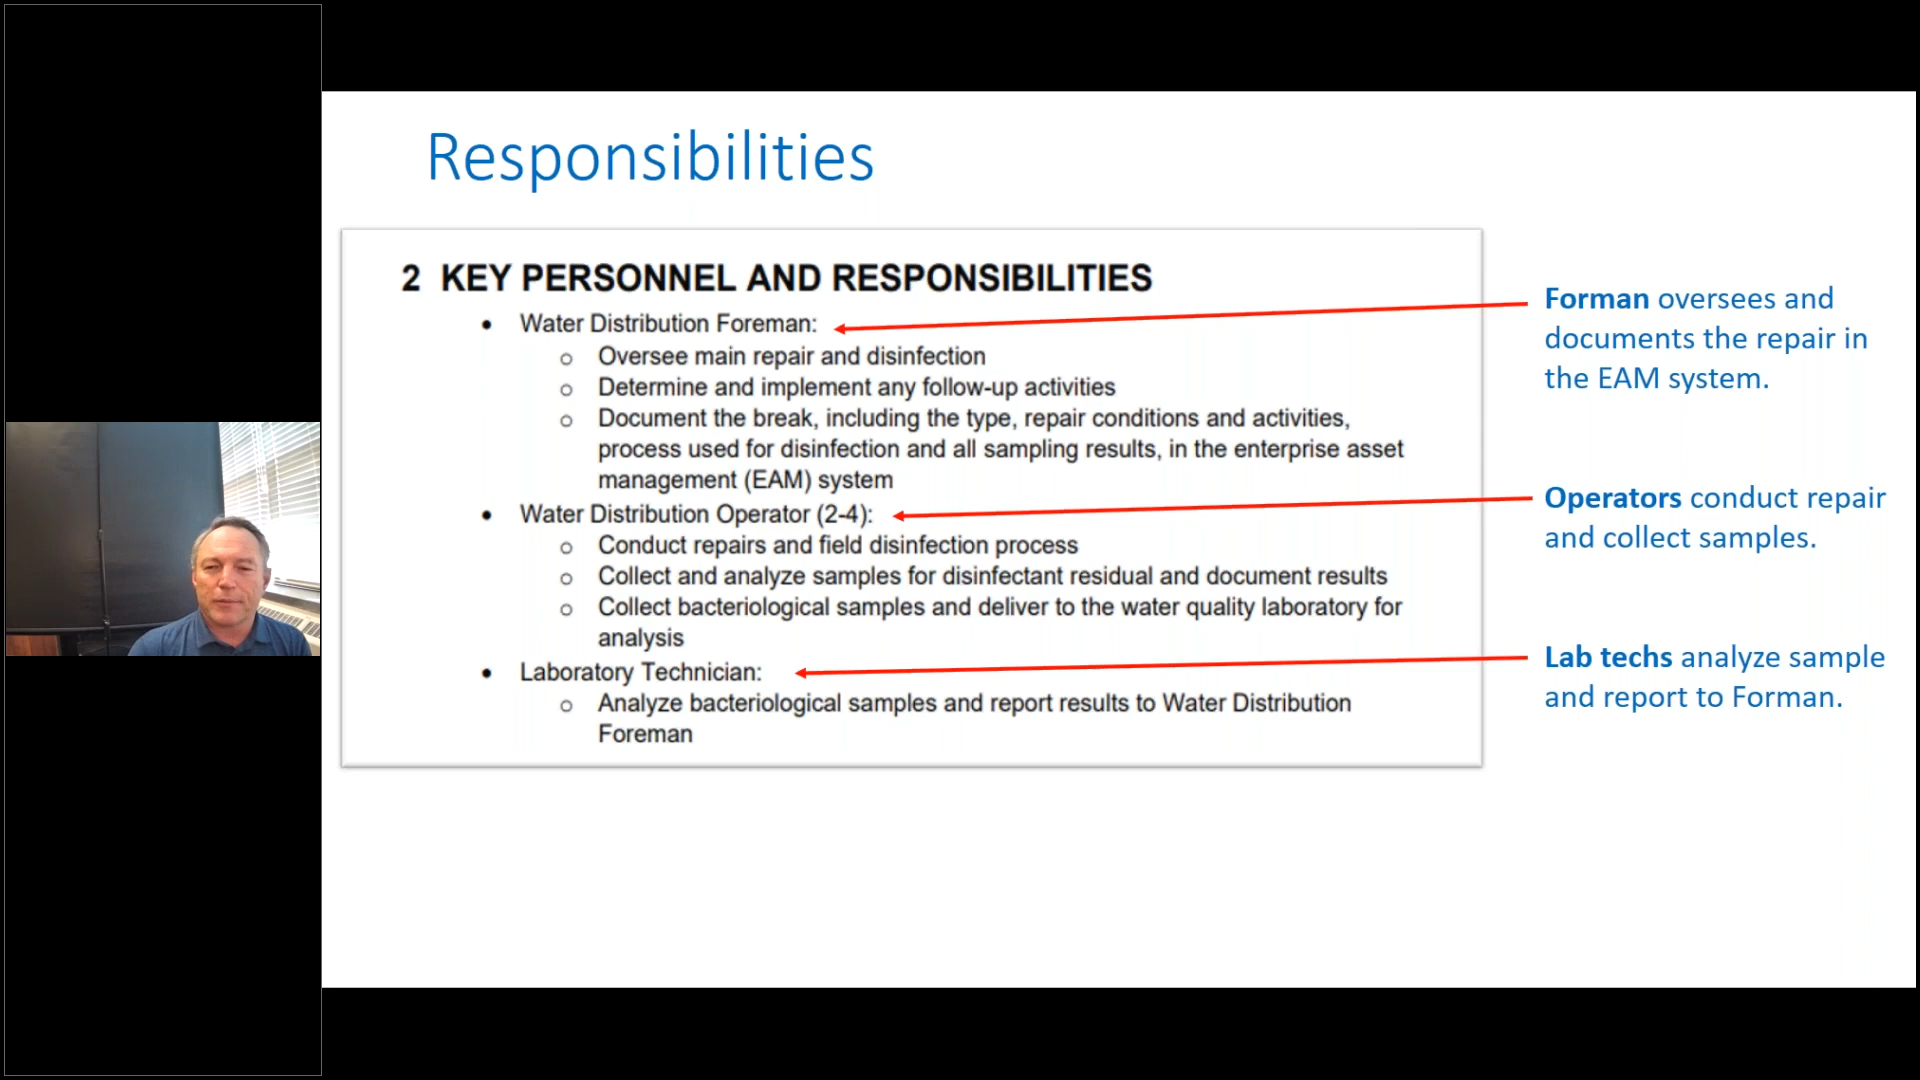 Responsibilities
2 KEY PERSONNEL AND RESPONSIBILITIES
• Water Distribution Foreman:
o Oversee main repair and disinfection
o Determine and implement any follow-up activities
o Document the break, including the type, repair conditions and activities,
process used for disinfection and all sampling results, in the enterprise asset
management (EAM) system
• Water Distribution Operator (2-4):
o Conduct repairs and field disinfection process
o Collect and analyze samples for disinfectant residual and document results
o Collect bacteriological samples and deliver to the water quality laboratory for
analysis
• Laboratory Technician:
o Analyze bacteriological samples and report results to Water Distribution
Foreman
Forman oversees and
documents the repair in
the EAM system.
Operators conduct repair
and collect samples.
Lab techs analyze sample
and report to Forman.